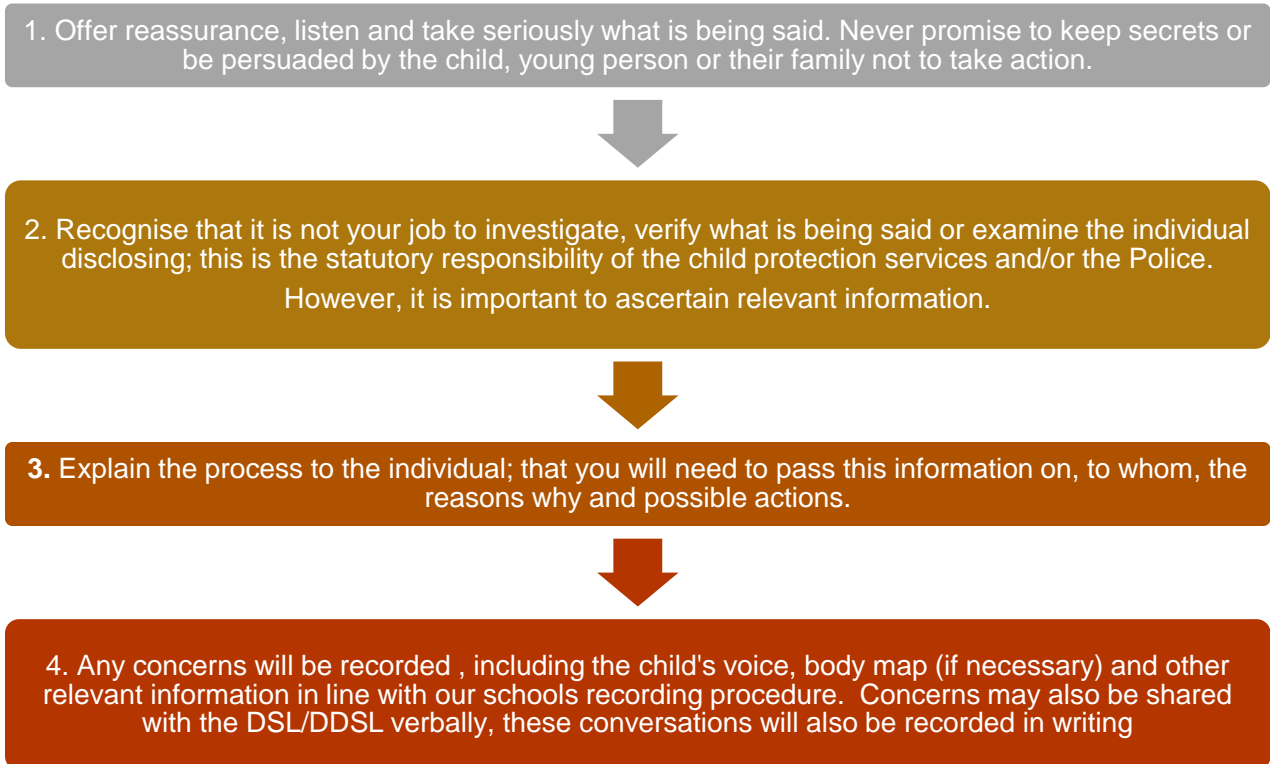 1. Offer reassurance, listen and take seriously what is being said. Never promise to keep secrets or
be persuaded by the child, young person or their family not to take action.
2. Recognise that it is not your job to investigate, verify what is being said or examine the individual
disclosing; this is the statutory responsibility of the child protection services and/or the Police.
However, it is important to ascertain relevant information.
3. Explain the process to the individual; that you will need to pass this information on, to whom, the
reasons why and possible actions.
4. Any concerns will be recorded , including the child's voice, body map (if necessary) and other
relevant information in line with our schools recording procedure.  Concerns may also be shared
with the DSL/DDSL verbally, these conversations will also be recorded in writing